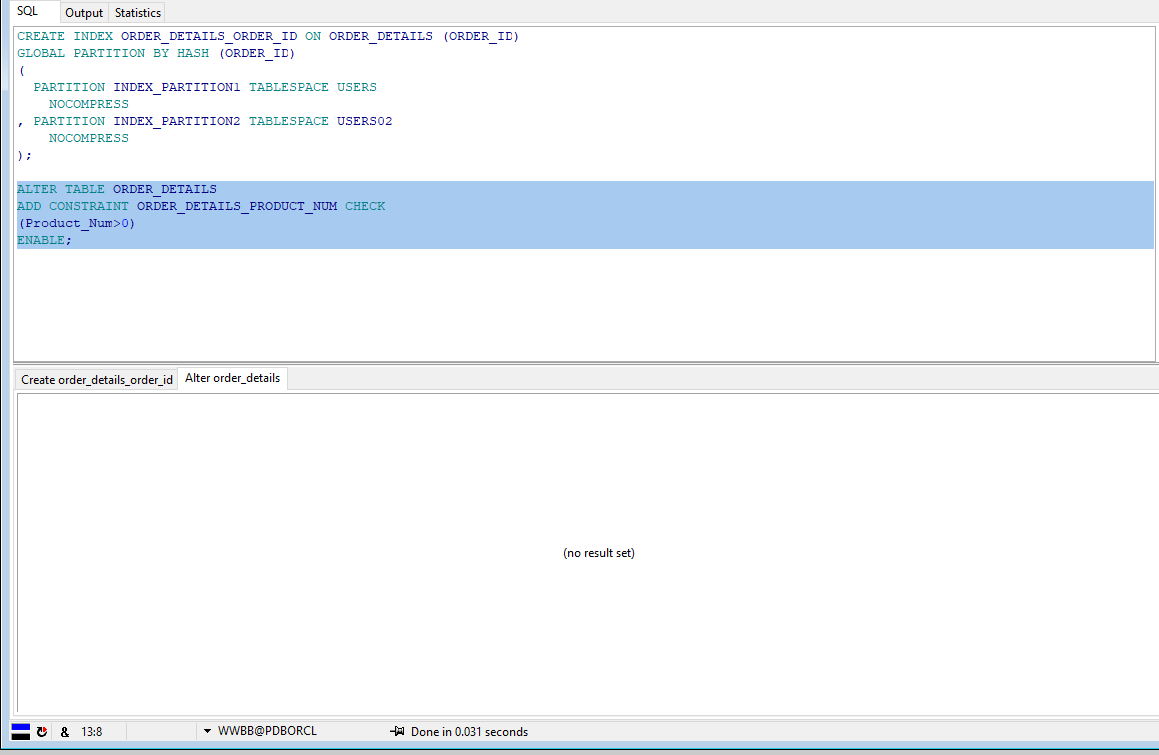 SQL Output Statistics
CREATE INDEX ORDER_DETAILS_ORDER_ID ON ORDER_DETAILS (ORDER_ID)
GLOBAL PARTITION BY HASH (ORDER_ID)
(
PARTITION INDEX_PARTITION1 TABLESPACE USERS
NOCOMPRESS
, PARTITION INDEX_PARTITION2 TABLESPACE USERS02
NOCOMPRESS
);
ALTER TABLE ORDER_DETAILS
ADD CONSTRAINT ORDER_DETAILS_PRODUCT_NUM CHECK
(Product_Num>0)
ENABLE;
Create order_details_order_id Alter order_details
(no result set)
& 13:8 WWBB@PDBORCL Done in 0.031 seconds